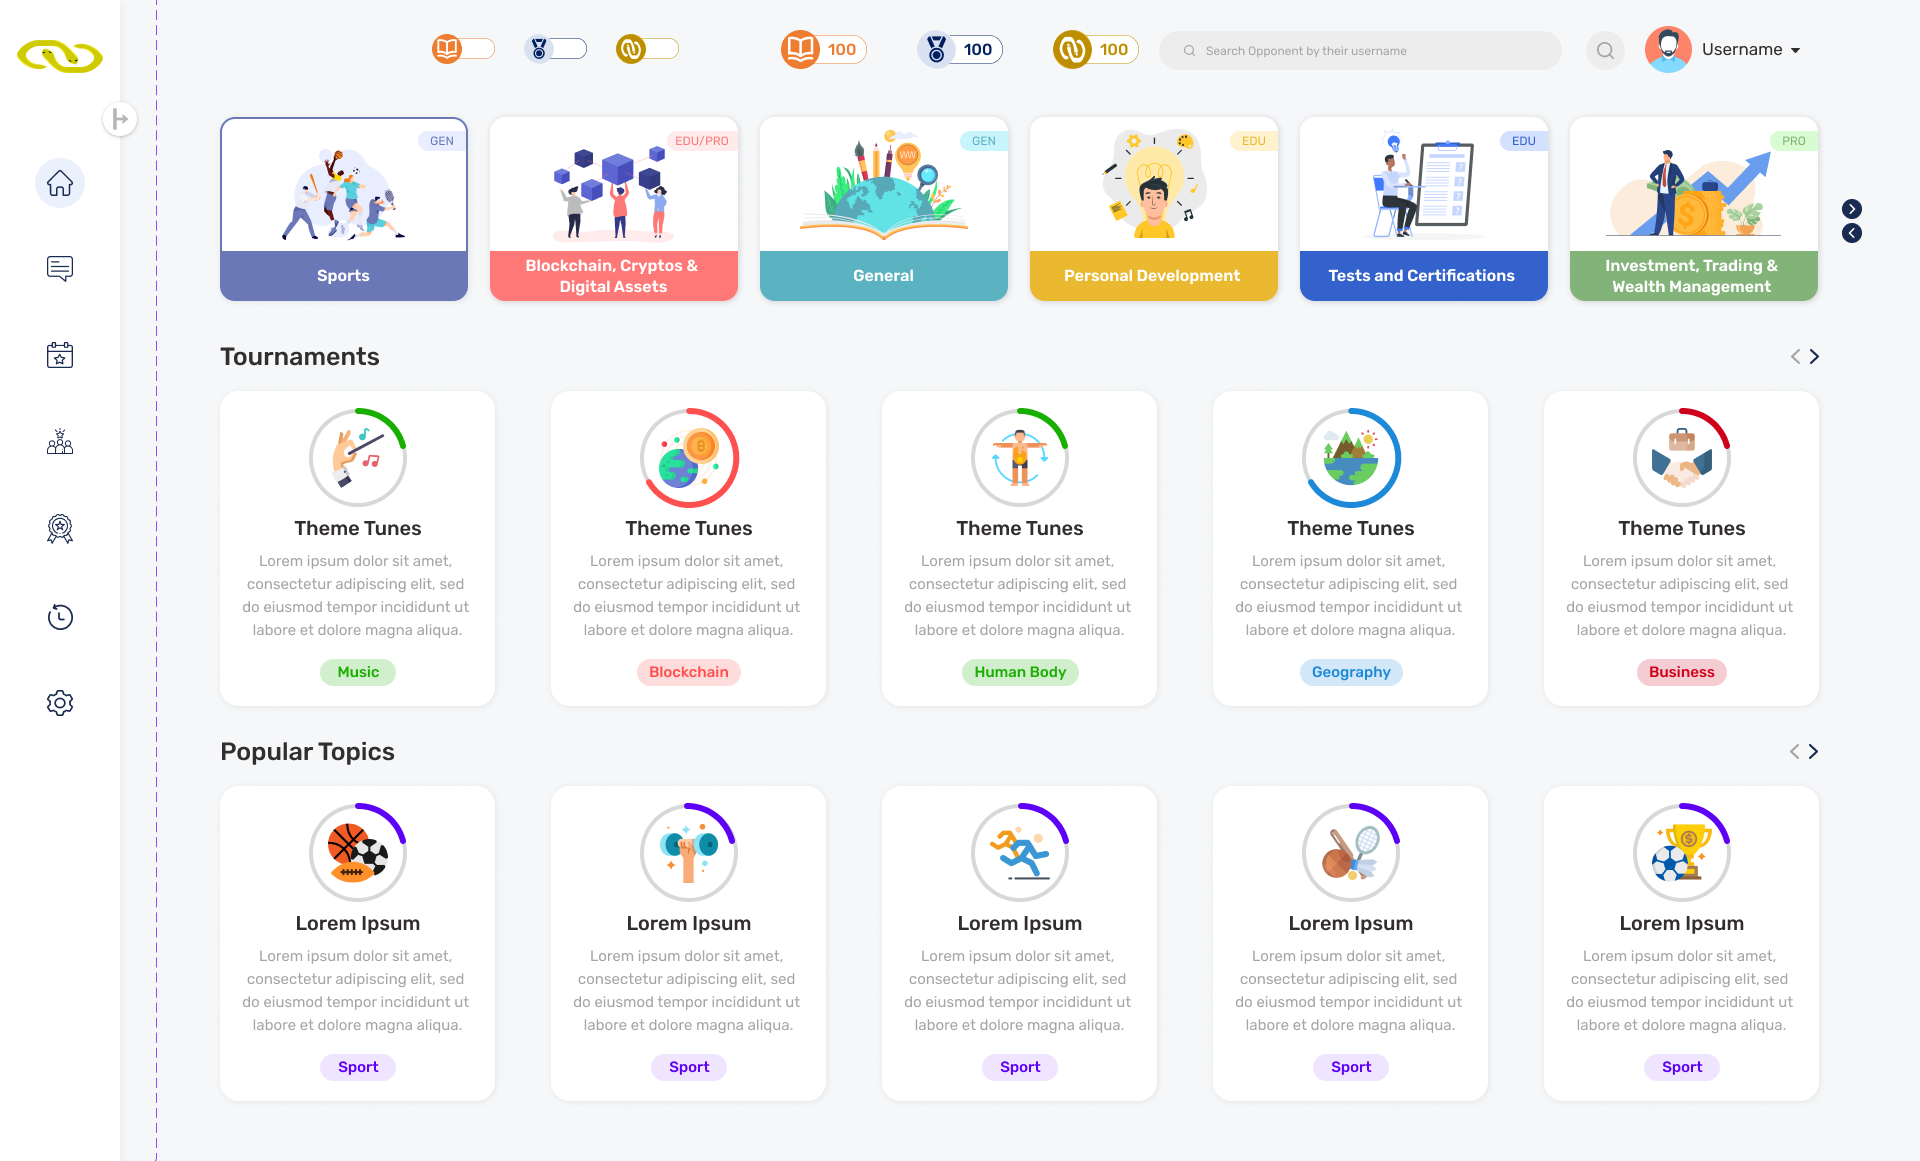 100
100
100
Search Opponent by their username
Username
GEN
Sports
EDU/PRO
Blockchain, Cryptos &
Digital Assets
GEN
General
EDU
Personal Development
EDU
Tests and Certifications
PRO
Investment, Trading &
Wealth Management
Tournaments
Theme Tunes
Lorem ipsum dolor sit amet,
consectetur adipiscing elit, sed
do eiusmod tempor incididunt ut
labore et dolore magna aliqua.
Music
Theme Tunes
Lorem ipsum dolor sit amet,
consectetur adipiscing elit, sed
do eiusmod tempor incididunt ut
labore et dolore magna aliqua.
Blockchain
Theme Tunes
Lorem ipsum dolor sit amet,
consectetur adipiscing elit, sed
do eiusmod tempor incididunt ut
labore et dolore magna aliqua.
Human Body
Theme Tunes
Lorem ipsum dolor sit amet,
consectetur adipiscing elit, sed
do eiusmod tempor incididunt ut
labore et dolore magna aliqua.
Geography
Theme Tunes
Lorem ipsum dolor sit amet,
consectetur adipiscing elit, sed
do eiusmod tempor incididunt ut
labore et dolore magna aliqua.
Business
Popular Topics
Lorem Ipsum
Lorem ipsum dolor sit amet,
consectetur adipiscing elit, sed
do eiusmod tempor incididunt ut
labore et dolore magna aliqua.
Sport
Lorem Ipsum
Lorem ipsum dolor sit amet,
consectetur adipiscing elit, sed
do eiusmod tempor incididunt ut
labore et dolore magna aliqua.
Sport
Lorem Ipsum
Lorem ipsum dolor sit amet,
consectetur adipiscing elit, sed
do eiusmod tempor incididunt ut
labore et dolore magna aliqua.
Sport
Lorem Ipsum
Lorem ipsum dolor sit amet,
consectetur adipiscing elit, sed
do eiusmod tempor incididunt ut
labore et dolore magna aliqua.
Sport
Lorem Ipsum
Lorem ipsum dolor sit amet,
consectetur adipiscing elit, sed
do eiusmod tempor incididunt ut
labore et dolore magna aliqua.
Sport